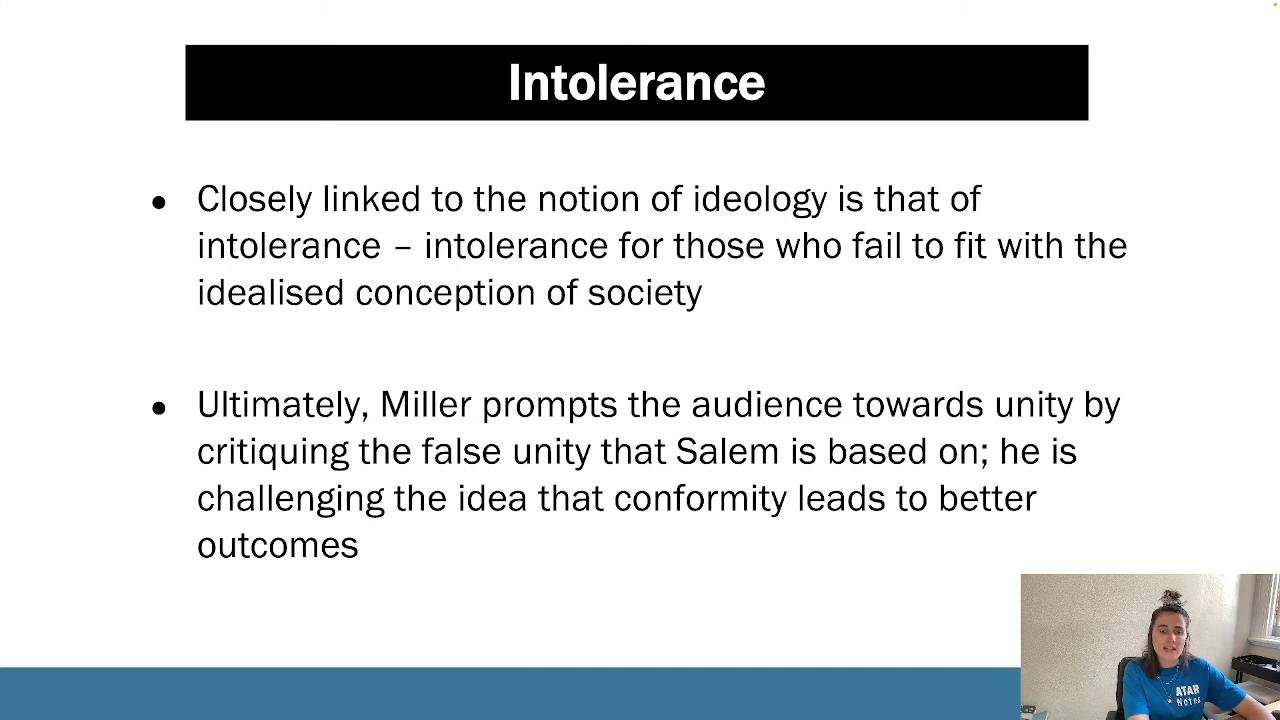 Intolerance
● Closely linked to the notion of ideology is that of
intolerance – intolerance for those who fail to fit with the
idealised conception of society
● Ultimately, Miller prompts the audience towards unity by
critiquing the false unity that Salem is based on; he is
challenging the idea that conformity leads to better
outcomes
ATAR
Notes